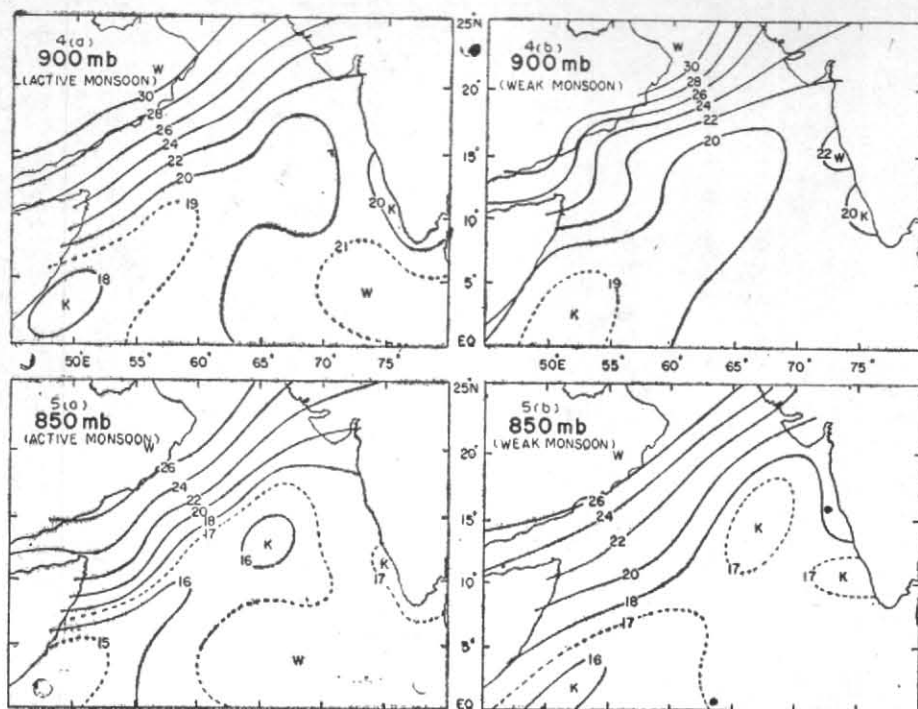 4(a)
900 mb
(ACTIVE MONSOON)
W
30
28
26
24
22
20
19
18
K
20
K
21
W
25N
20°
15°
10°
5°
EQ
50°E 55° 60° 65° 70° 75°
4(b)
900 mb
(WEAK MONSOON)
W
30
28
26
24
22
20
22 W
20 K
19
K
55° 60° 65° 70° 75°
5(a)
850 mb
(ACTIVE MONSOON)
W
26
24
22
20
18
17
16
K
16
K
17
15
W
25N
20°
15°
10°
5°
EQ
5(b)
850 mb
(WEAK MONSOON)
W
26
24
22
20
18
17
K
17
17
K
16
K